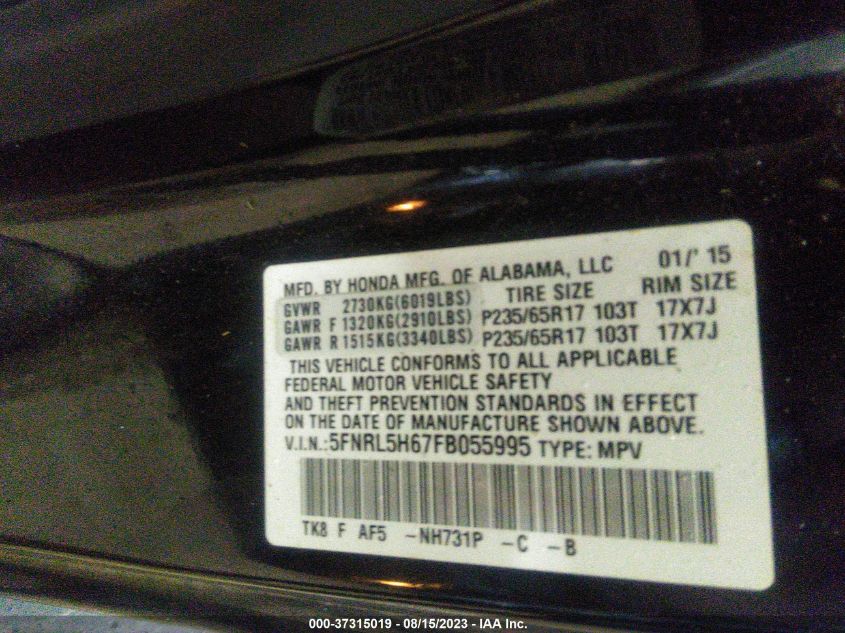 MFD. BY HONDA MFG. OF ALABAMA, LLC 01/' 15
GVWR 2730KG(6019LBS) TIRE SIZE RIM SIZE
GAWR F 1320KG(2910LBS) P235/65R17 103T 17X7J
GAWR R 1515KG(3340LBS) P235/65R17 103T 17X7J
THIS VEHICLE CONFORMS TO ALL APPLICABLE
FEDERAL MOTOR VEHICLE SAFETY
AND THEFT PREVENTION STANDARDS IN EFFECT
ON THE DATE OF MANUFACTURE SHOWN ABOVE.
V.I.N.:5FNRL5H67FB055995 TYPE: MPV
TK8 F AF5 -NH731P -C -B
000-37315019 - 08/15/2023 - IAA Inc.